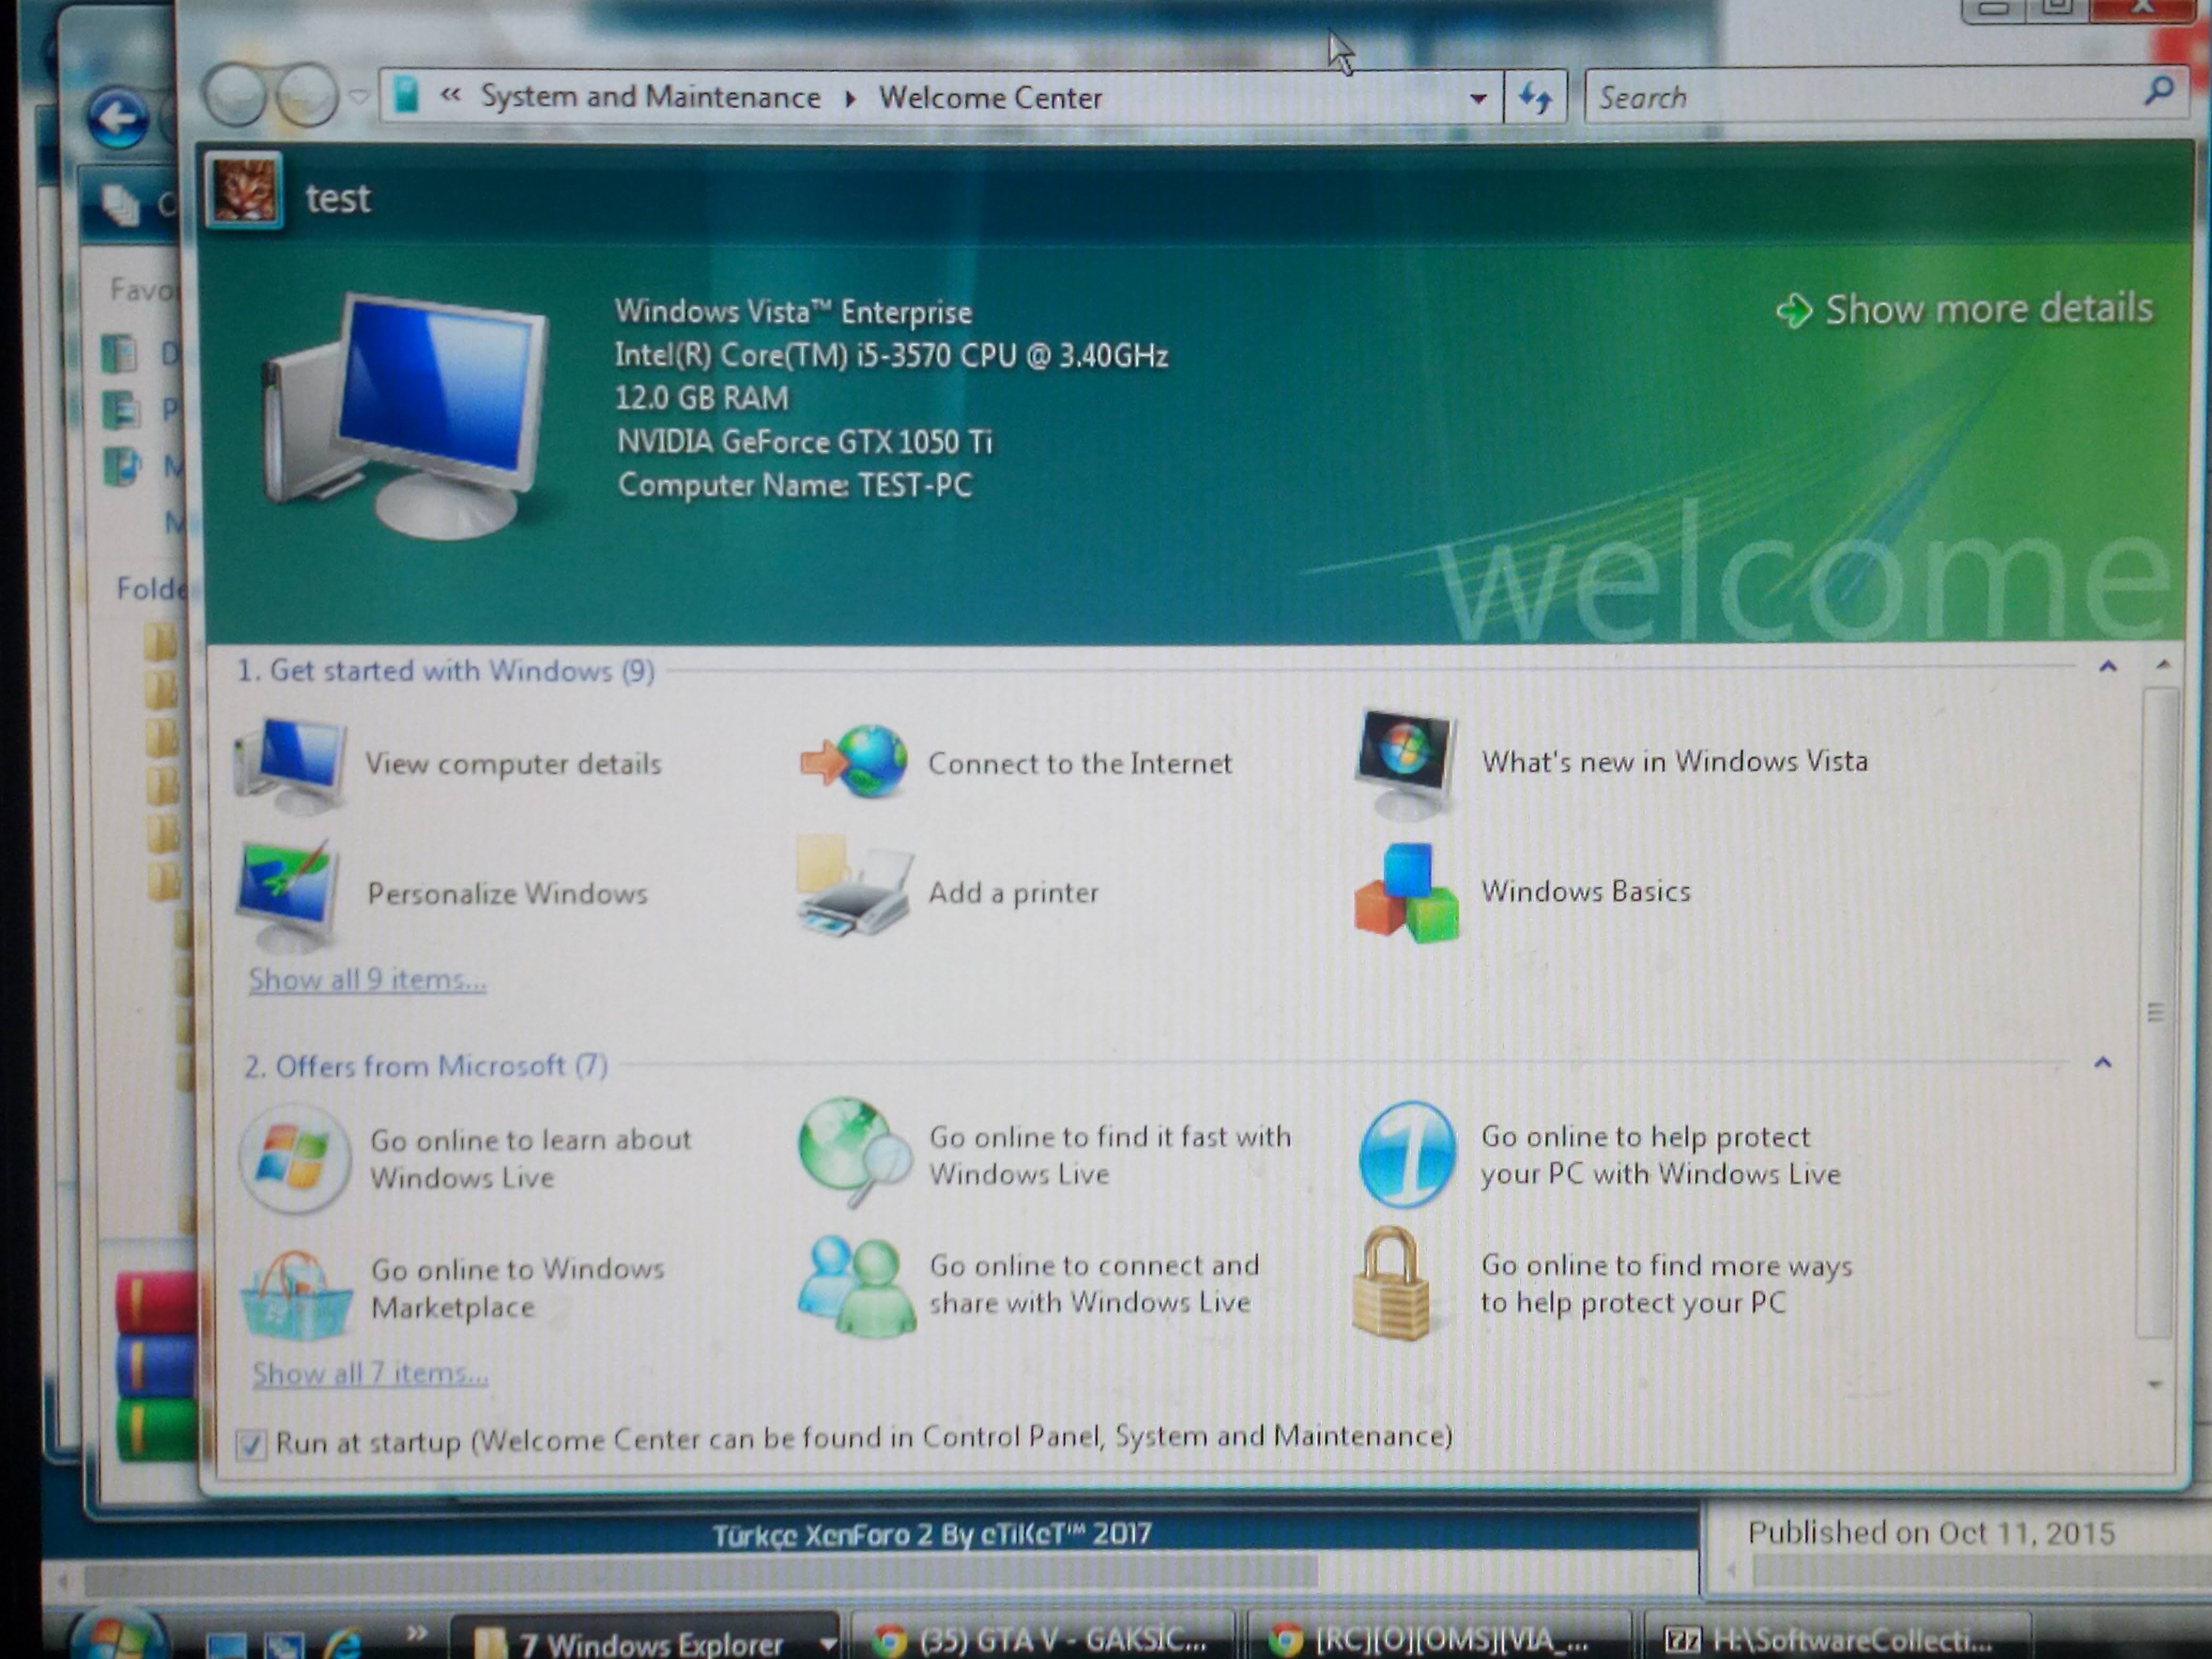 « System and Maintenance ▸ Welcome Center
Search
test
Windows Vista™ Enterprise
Intel(R) Core(TM) i5-3570 CPU @ 3.40GHz
12.0 GB RAM
NVIDIA GeForce GTX 1050 Ti
Computer Name: TEST-PC
Show more details
welcome
Favo
D
P
M
M
Folde
1. Get started with Windows (9)
View computer details
Connect to the Internet
What's new in Windows Vista
Personalize Windows
Add a printer
Windows Basics
Show all 9 items...
2. Offers from Microsoft (7)
Go online to learn about
Windows Live
Go online to find it fast with
Windows Live
Go online to help protect
your PC with Windows Live
Go online to Windows
Marketplace
Go online to connect and
share with Windows Live
Go online to find more ways
to help protect your PC
Show all 7 items...
Run at startup (Welcome Center can be found in Control Panel, System and Maintenance)
Türkçe XenForo 2 By eTiKeT™ 2017
Published on Oct 11, 2015
7 Windows Explorer
(35) GTA V - GAKSİC...
[RC][O][OMS][VIA_...
7z H:\SoftwareCollecti...